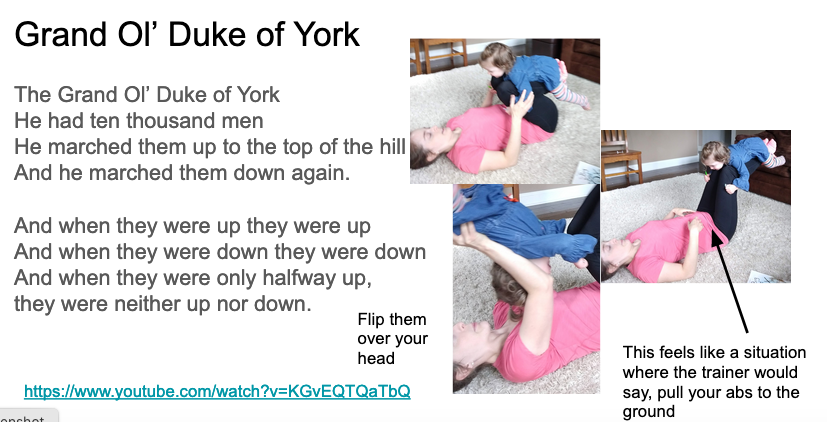 Grand Ol’ Duke of York
The Grand Ol’ Duke of York
He had ten thousand men
He marched them up to the top of the hill
And he marched them down again.
And when they were up they were up
And when they were down they were down
And when they were only halfway up,
they were neither up nor down.
Flip them
over your
head
This feels like a situation
where the trainer would
say, pull your abs to the
ground
https://www.youtube.com/watch?v=KGvEQTQaTbQ